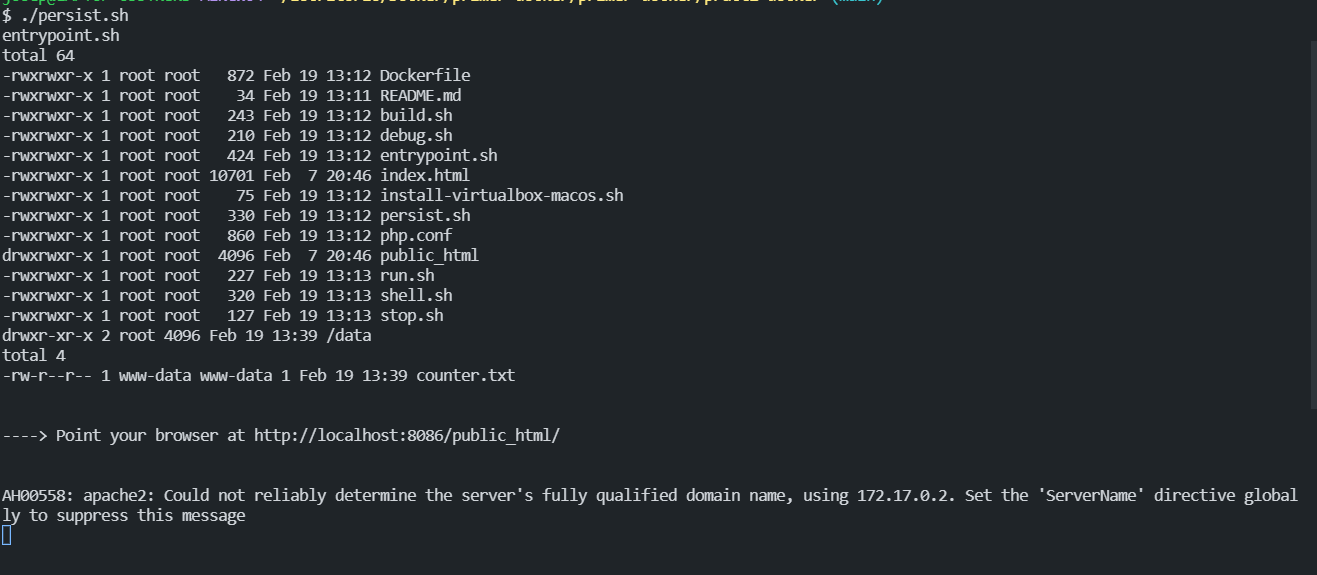 $ ./persist.sh
entrypoint.sh
total 64
-rwxrwxr-x 1 root root   872 Feb 19 13:12 Dockerfile
-rwxrwxr-x 1 root root    34 Feb 19 13:11 README.md
-rwxrwxr-x 1 root root   243 Feb 19 13:12 build.sh
-rwxrwxr-x 1 root root   210 Feb 19 13:12 debug.sh
-rwxrwxr-x 1 root root   424 Feb 19 13:12 entrypoint.sh
-rwxrwxr-x 1 root root 10701 Feb  7 20:46 index.html
-rwxrwxr-x 1 root root    75 Feb 19 13:12 install-virtualbox-macos.sh
-rwxrwxr-x 1 root root   330 Feb 19 13:12 persist.sh
-rwxrwxr-x 1 root root   860 Feb 19 13:12 php.conf
drwxrwxr-x 1 root root  4096 Feb  7 20:46 public_html
-rwxrwxr-x 1 root root   227 Feb 19 13:13 run.sh
-rwxrwxr-x 1 root root   320 Feb 19 13:13 shell.sh
-rwxrwxr-x 1 root root   127 Feb 19 13:13 stop.sh
drwxr-xr-x 2 root 4096 Feb 19 13:39 /data
total 4
-rw-r--r-- 1 www-data www-data 1 Feb 19 13:39 counter.txt
----> Point your browser at http://localhost:8086/public_html/
AH00558: apache2: Could not reliably determine the server's fully qualified domain name, using 172.17.0.2. Set the 'ServerName' directive global
ly to suppress this message